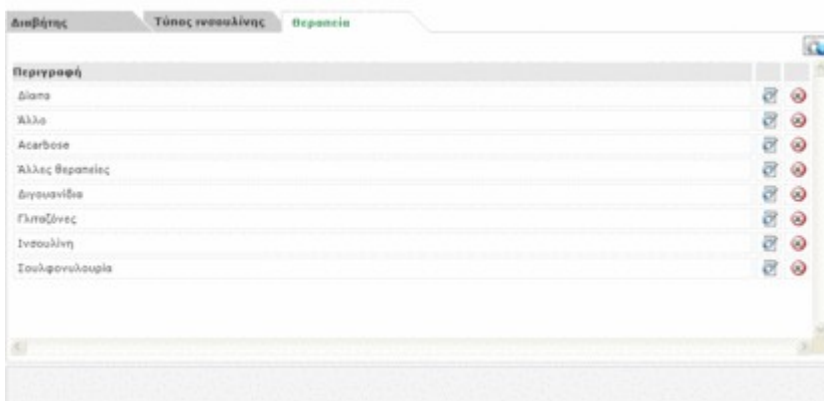 Διαβήτης Τύπος ινσουλίνης Θεραπεία
Περιγραφή
Δίαιτα
Άλλο
Acarbose
Άλλες θεραπείες
Διγουανίδια
Γλιταζόνες
Ινσουλίνη
Σουλφονυλουρία